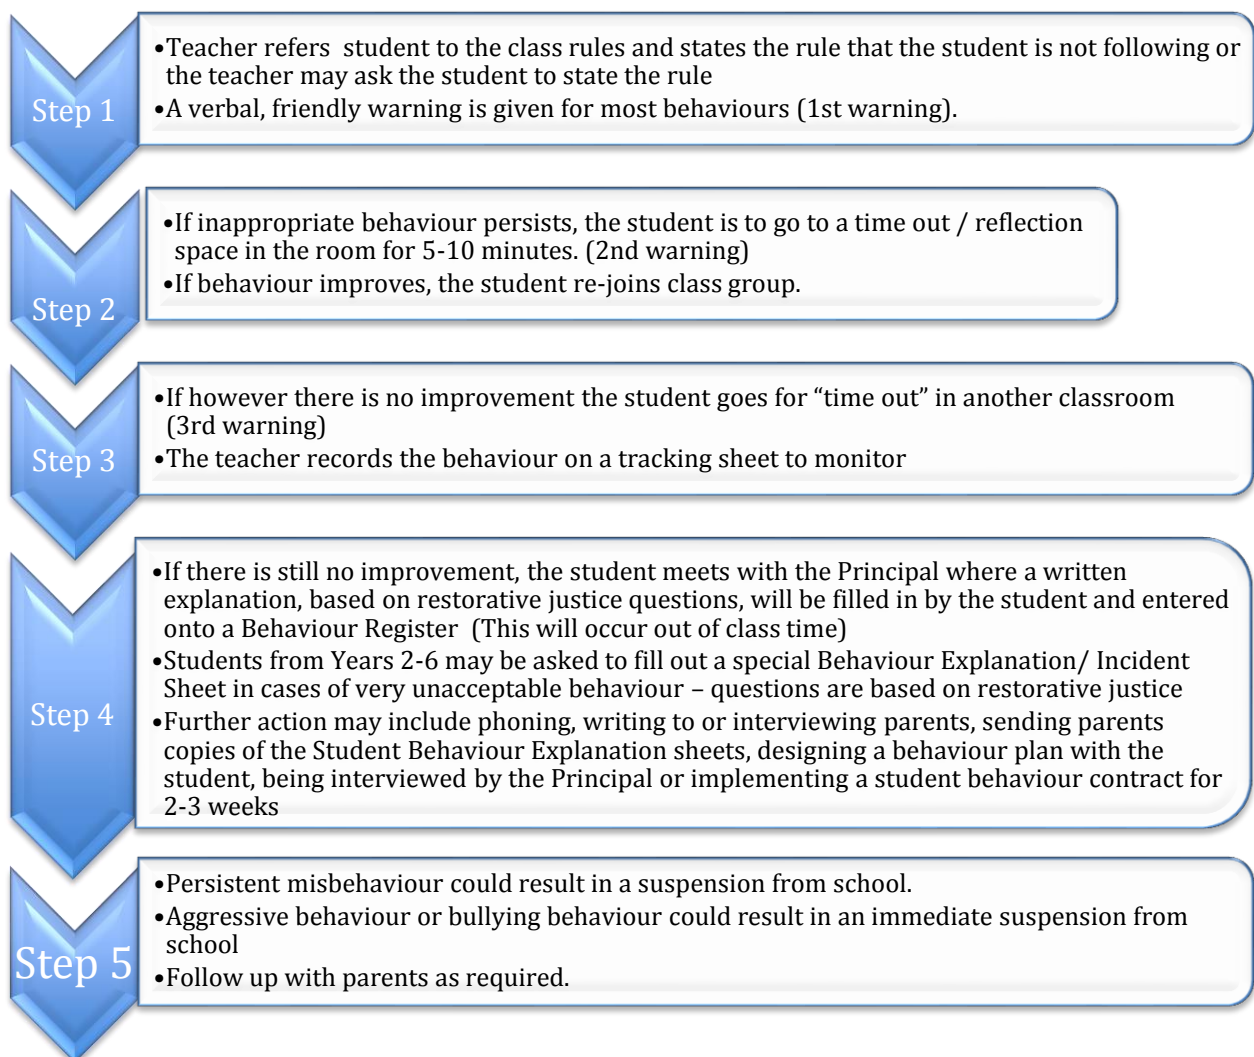 Step 1
•Teacher refers  student to the class rules and states the rule that the student is not following or
the teacher may ask the student to state the rule
•A verbal, friendly warning is given for most behaviours (1st warning).
Step 2
•If inappropriate behaviour persists, the student is to go to a time out / reflection
space in the room for 5-10 minutes. (2nd warning)
•If behaviour improves, the student re-joins class group.
Step 3
•If however there is no improvement the student goes for “time out” in another classroom
(3rd warning)
•The teacher records the behaviour on a tracking sheet to monitor
Step 4
•If there is still no improvement, the student meets with the Principal where a written
explanation, based on restorative justice questions, will be filled in by the student and entered
onto a Behaviour Register  (This will occur out of class time)
•Students from Years 2-6 may be asked to fill out a special Behaviour Explanation/ Incident
Sheet in cases of very unacceptable behaviour – questions are based on restorative justice
•Further action may include phoning, writing to or interviewing parents, sending parents
copies of the Student Behaviour Explanation sheets, designing a behaviour plan with the
student, being interviewed by the Principal or implementing a student behaviour contract for
2-3 weeks
Step 5
•Persistent misbehaviour could result in a suspension from school.
•Aggressive behaviour or bullying behaviour could result in an immediate suspension from
school
•Follow up with parents as required.